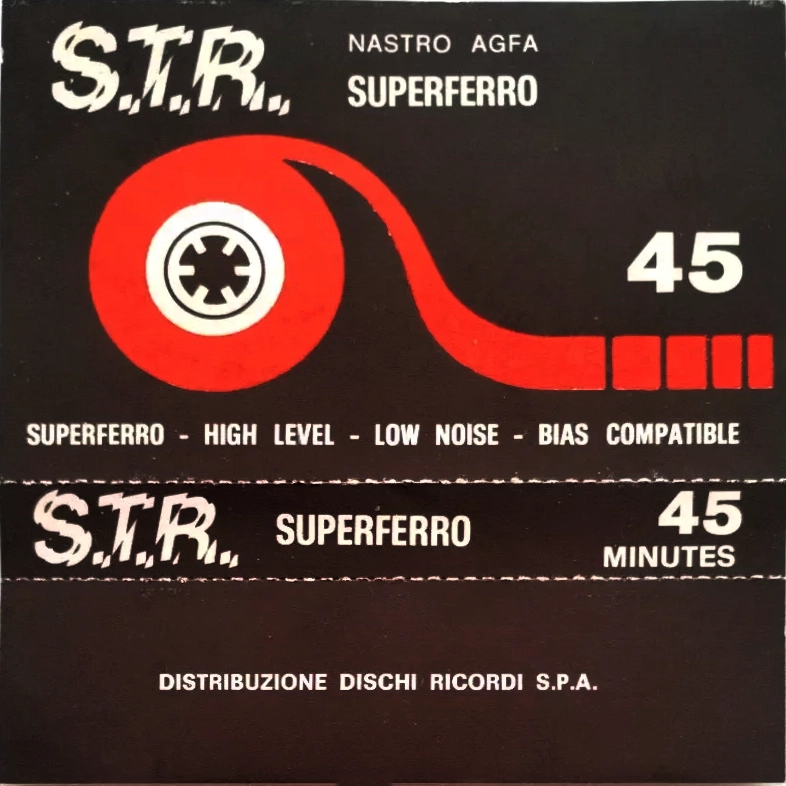 S.T.R.
NASTRO AGFA
SUPERFERRO
45
SUPERFERRO - HIGH LEVEL - LOW NOISE - BIAS COMPATIBLE
S.T.R. SUPERFERRO 45
MINUTES
DISTRIBUZIONE DISCHI RICORDI S.P.A.